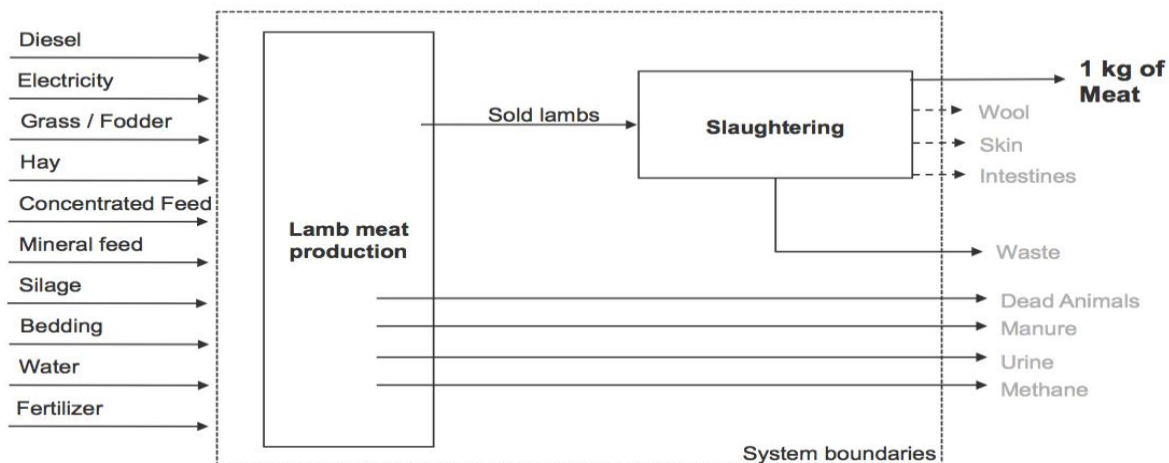 Diesel
Electricity
Grass / Fodder
Hay
Concentrated Feed
Mineral feed
Silage
Bedding
Water
Fertilizer
Lamb meat
production
Sold lambs
Slaughtering
1 kg of
Meat
Wool
Skin
Intestines
Waste
Dead Animals
Manure
Urine
Methane
System boundaries